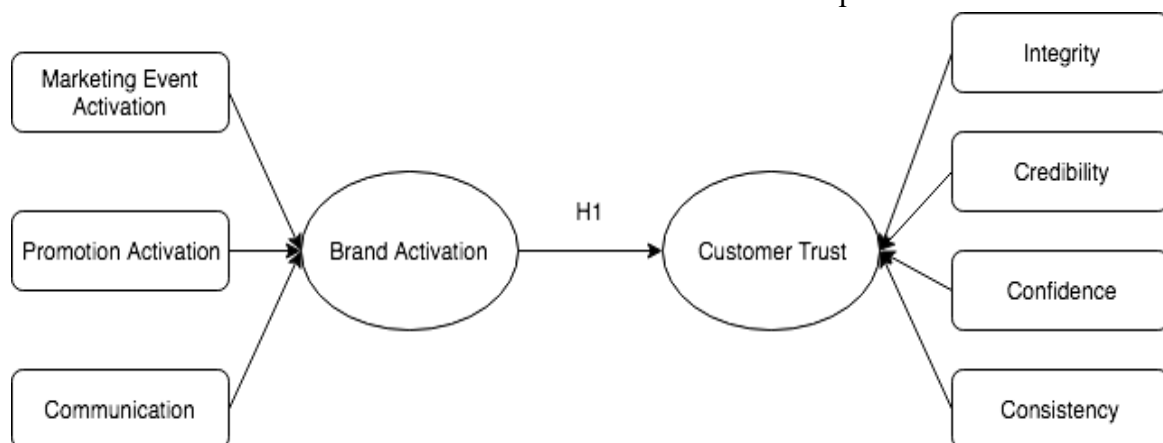 Marketing Event
Activation
Promotion Activation
Communication
Brand Activation
H1
Customer Trust
Integrity
Credibility
Confidence
Consistency